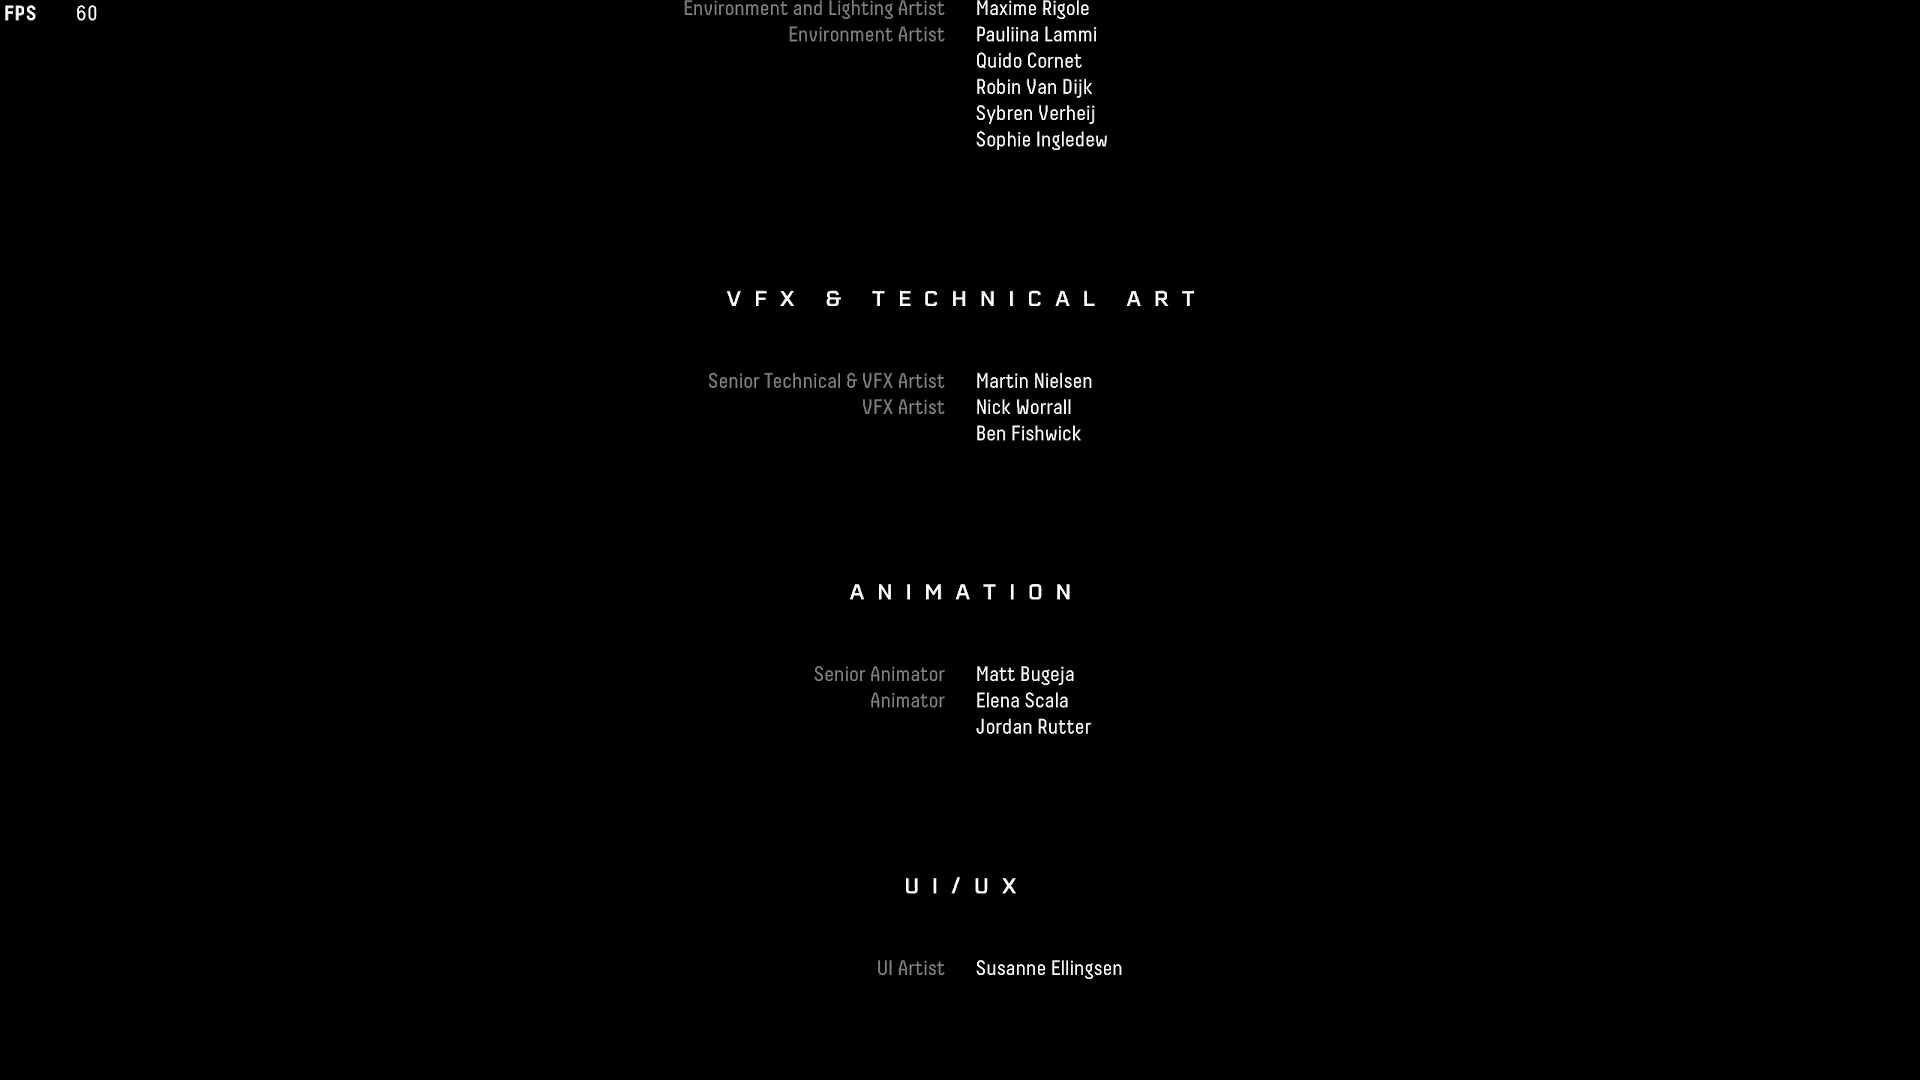 FPS 60
Environment and Lighting Artist Maxime Rigole
Environment Artist Pauliina Lammi
Quido Cornet
Robin Van Dijk
Sybren Verheij
Sophie Ingledew
VFX & TECHNICAL ART
Senior Technical & VFX Artist Martin Nielsen
VFX Artist Nick Worrall
Ben Fishwick
ANIMATION
Senior Animator Matt Bugeja
Animator Elena Scala
Jordan Rutter
UI/UX
UI Artist Susanne Ellingsen